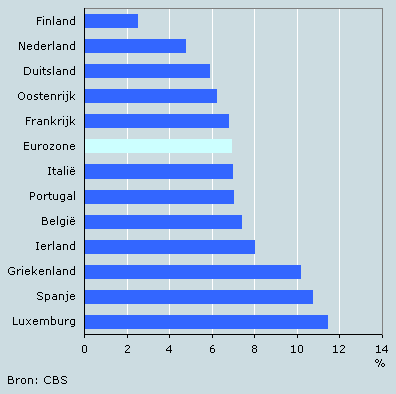 Finland
Nederland
Duitsland
Oostenrijk
Frankrijk
Eurozone
Italië
Portugal
België
Ierland
Griekenland
Spanje
Luxemburg
0 2 4 6 8 10 12 14
%
Bron: CBS